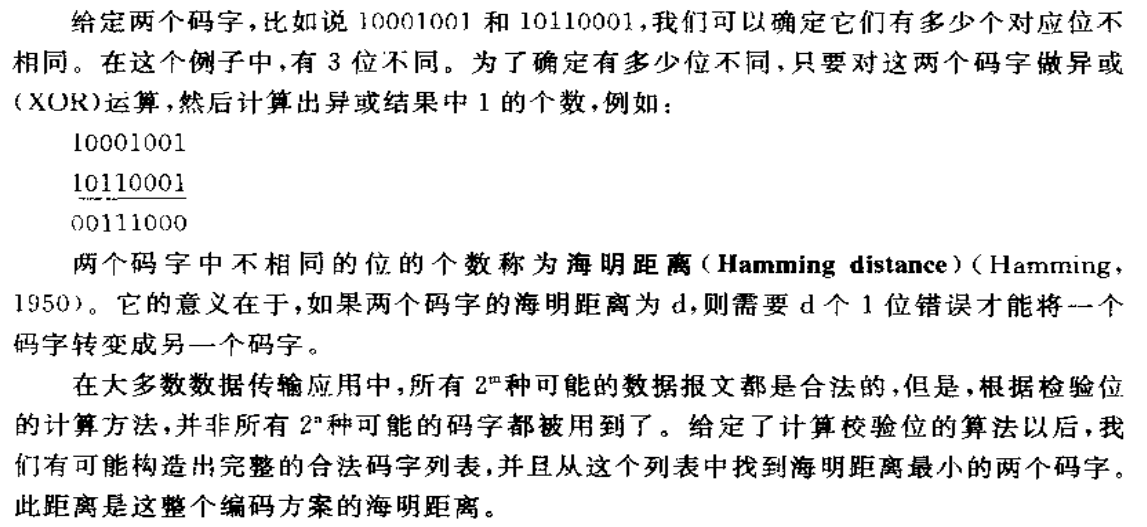 给定两个码字,比如说 10001001 和 10110001,我们可以确定它们有多少个对应位不
相同。在这个例子中,有 3 位不同。为了确定有多少位不同,只要对这两个码字做异或
(XOR)运算,然后计算出异或结果中 1 的个数,例如:
10001001
10110001
00111000
两个码字中不相同的位的个数称为海明距离(Hamming distance)(Hamming,
1950)。它的意义在于,如果两个码字的海明距离为 d,则需要 d 个 1 位错误才能将一个
码字转变成另一个码字。
在大多数数据传输应用中,所有 2ᵐ种可能的数据报文都是合法的,但是,根据检验位
的计算方法,并非所有 2ⁿ种可能的码字都被用到了。给定了计算校验位的算法以后,我
们有可能构造出完整的合法码字列表,并且从这个列表中找到海明距离最小的两个码字。
此距离是这整个编码方案的海明距离。